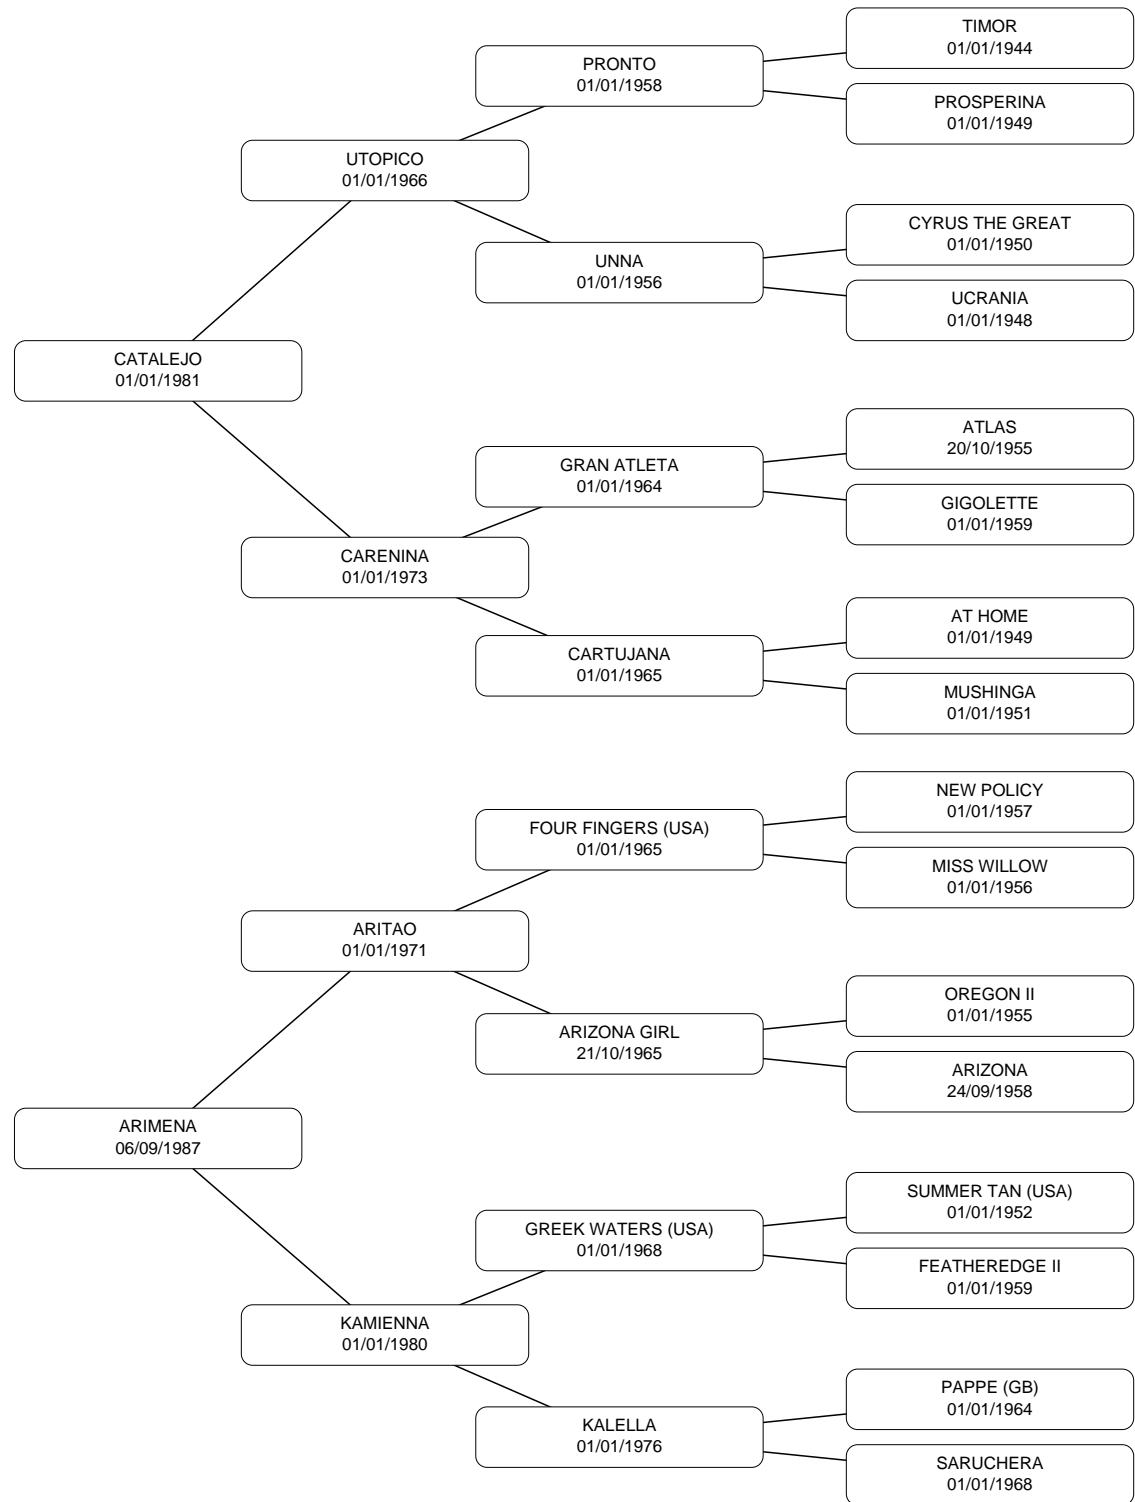 TIMOR
01/01/1944
PRONTO
01/01/1958
PROSPERINA
01/01/1949
UTOPICO
01/01/1966
CYRUS THE GREAT
01/01/1950
UNNA
01/01/1956
UCRANIA
01/01/1948
CATALEJO
01/01/1981
ATLAS
20/10/1955
GRAN ATLETA
01/01/1964
GIGOLETTE
01/01/1959
CARENINA
01/01/1973
AT HOME
01/01/1949
CARTUJANA
01/01/1965
MUSHINGA
01/01/1951
NEW POLICY
01/01/1957
FOUR FINGERS (USA)
01/01/1965
MISS WILLOW
01/01/1956
ARITAO
01/01/1971
OREGON II
01/01/1955
ARIZONA GIRL
21/10/1965
ARIZONA
24/09/1958
ARIMENA
06/09/1987
SUMMER TAN (USA)
01/01/1952
GREEK WATERS (USA)
01/01/1968
FEATHEREDGE II
01/01/1959
KAMIENNA
01/01/1980
PAPPE (GB)
01/01/1964
KALELLA
01/01/1976
SARUCHERA
01/01/1968